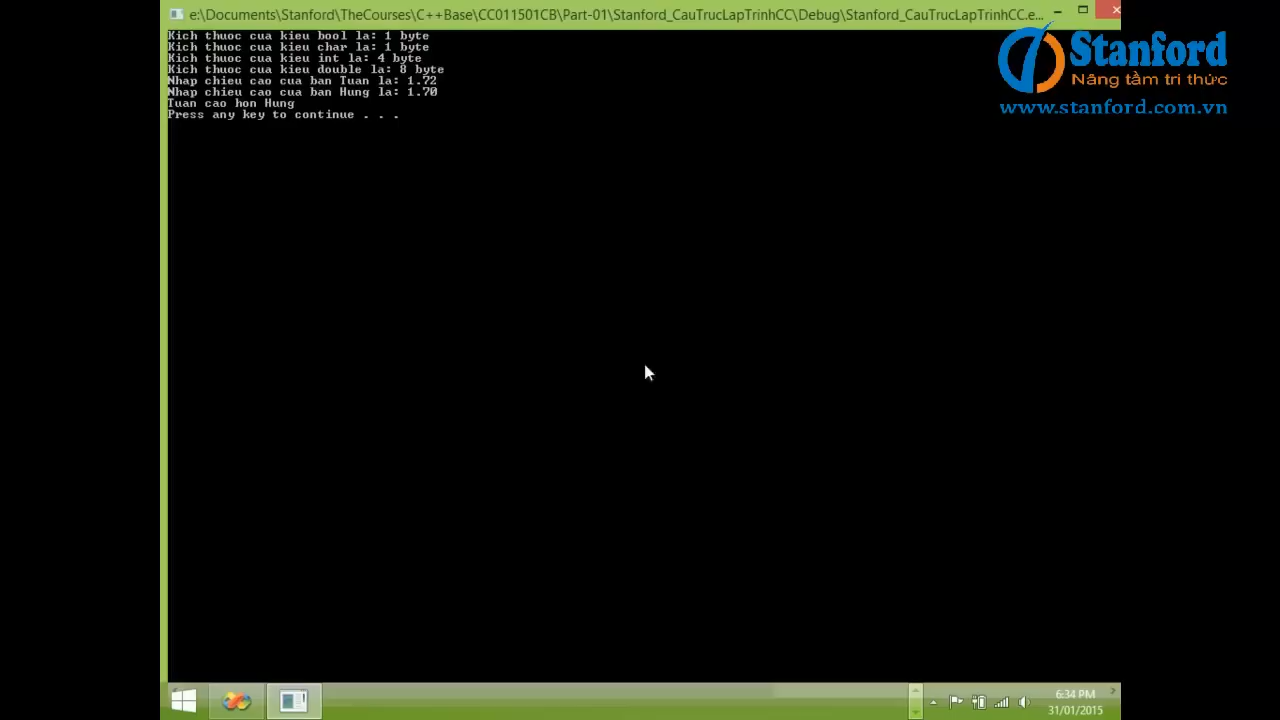 e:\Documents\Stanford\TheCourses\C++Base\CC011501CB\Part-01\Stanford_CauTrucLapTrinhCC\Debug\Stanford_CauTrucLapTrinhCC.e...
Kich thuoc cua kieu bool la: 1 byte
Kich thuoc cua kieu char la: 1 byte
Kich thuoc cua kieu int la: 4 byte
Kich thuoc cua kieu double la: 8 byte
Nhap chieu cao cua ban Tuan la: 1.72
Nhap chieu cao cua ban Hung la: 1.70
Tuan cao hon Hung
Press any key to continue . . .
Stanford
Nâng tầm tri thức
www.stanford.com.vn
6:34 PM
31/01/2015